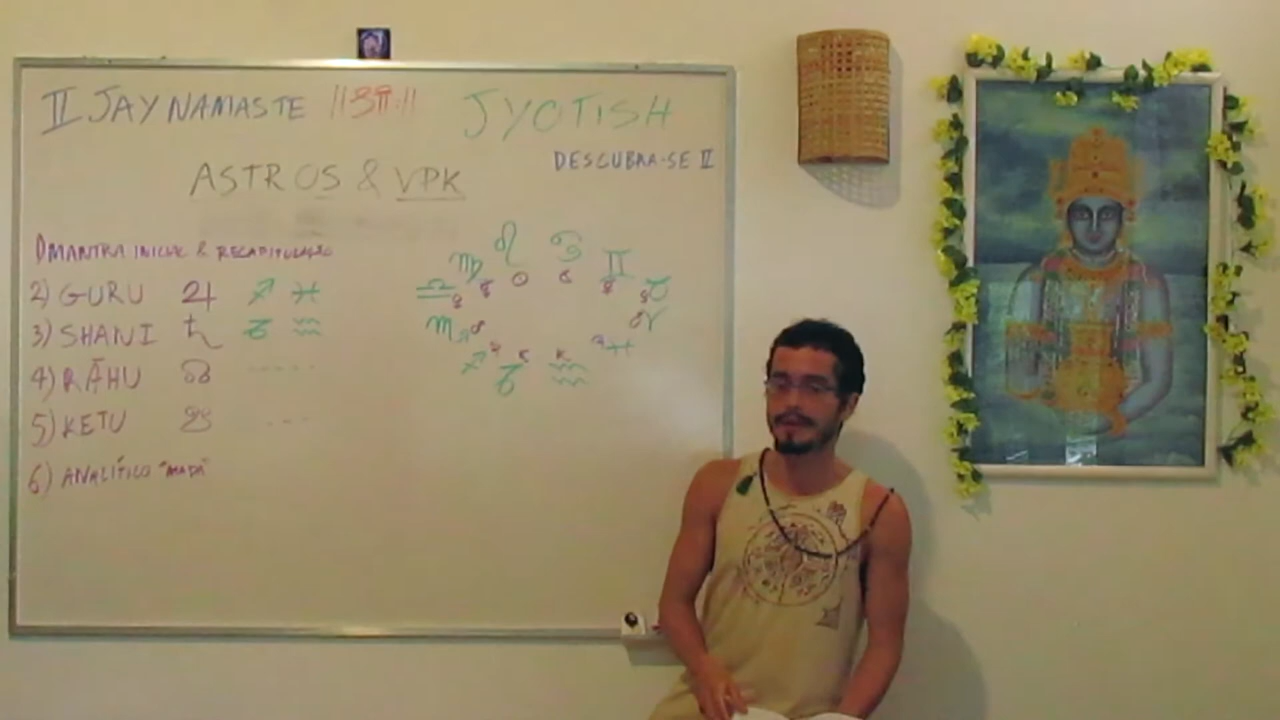 II JAY NAMASTE ||ॐ|| JYOTISH
DESCUBRA-SE II
ASTROS & VPK
1) MANTRA INICIAL & RECAPITULAÇÃO
2) GURU ♃ ♐ ♓
3) SHANI ♄ ♑ ♒
4) RĀHU ☊ -----
5) KETU ☋ ---
6) ANALÍTICO "MAPA"
♎ ♍ ♌ ♋ ♊ ♉
♏ ♈
♐ ♑ ♒ ♓